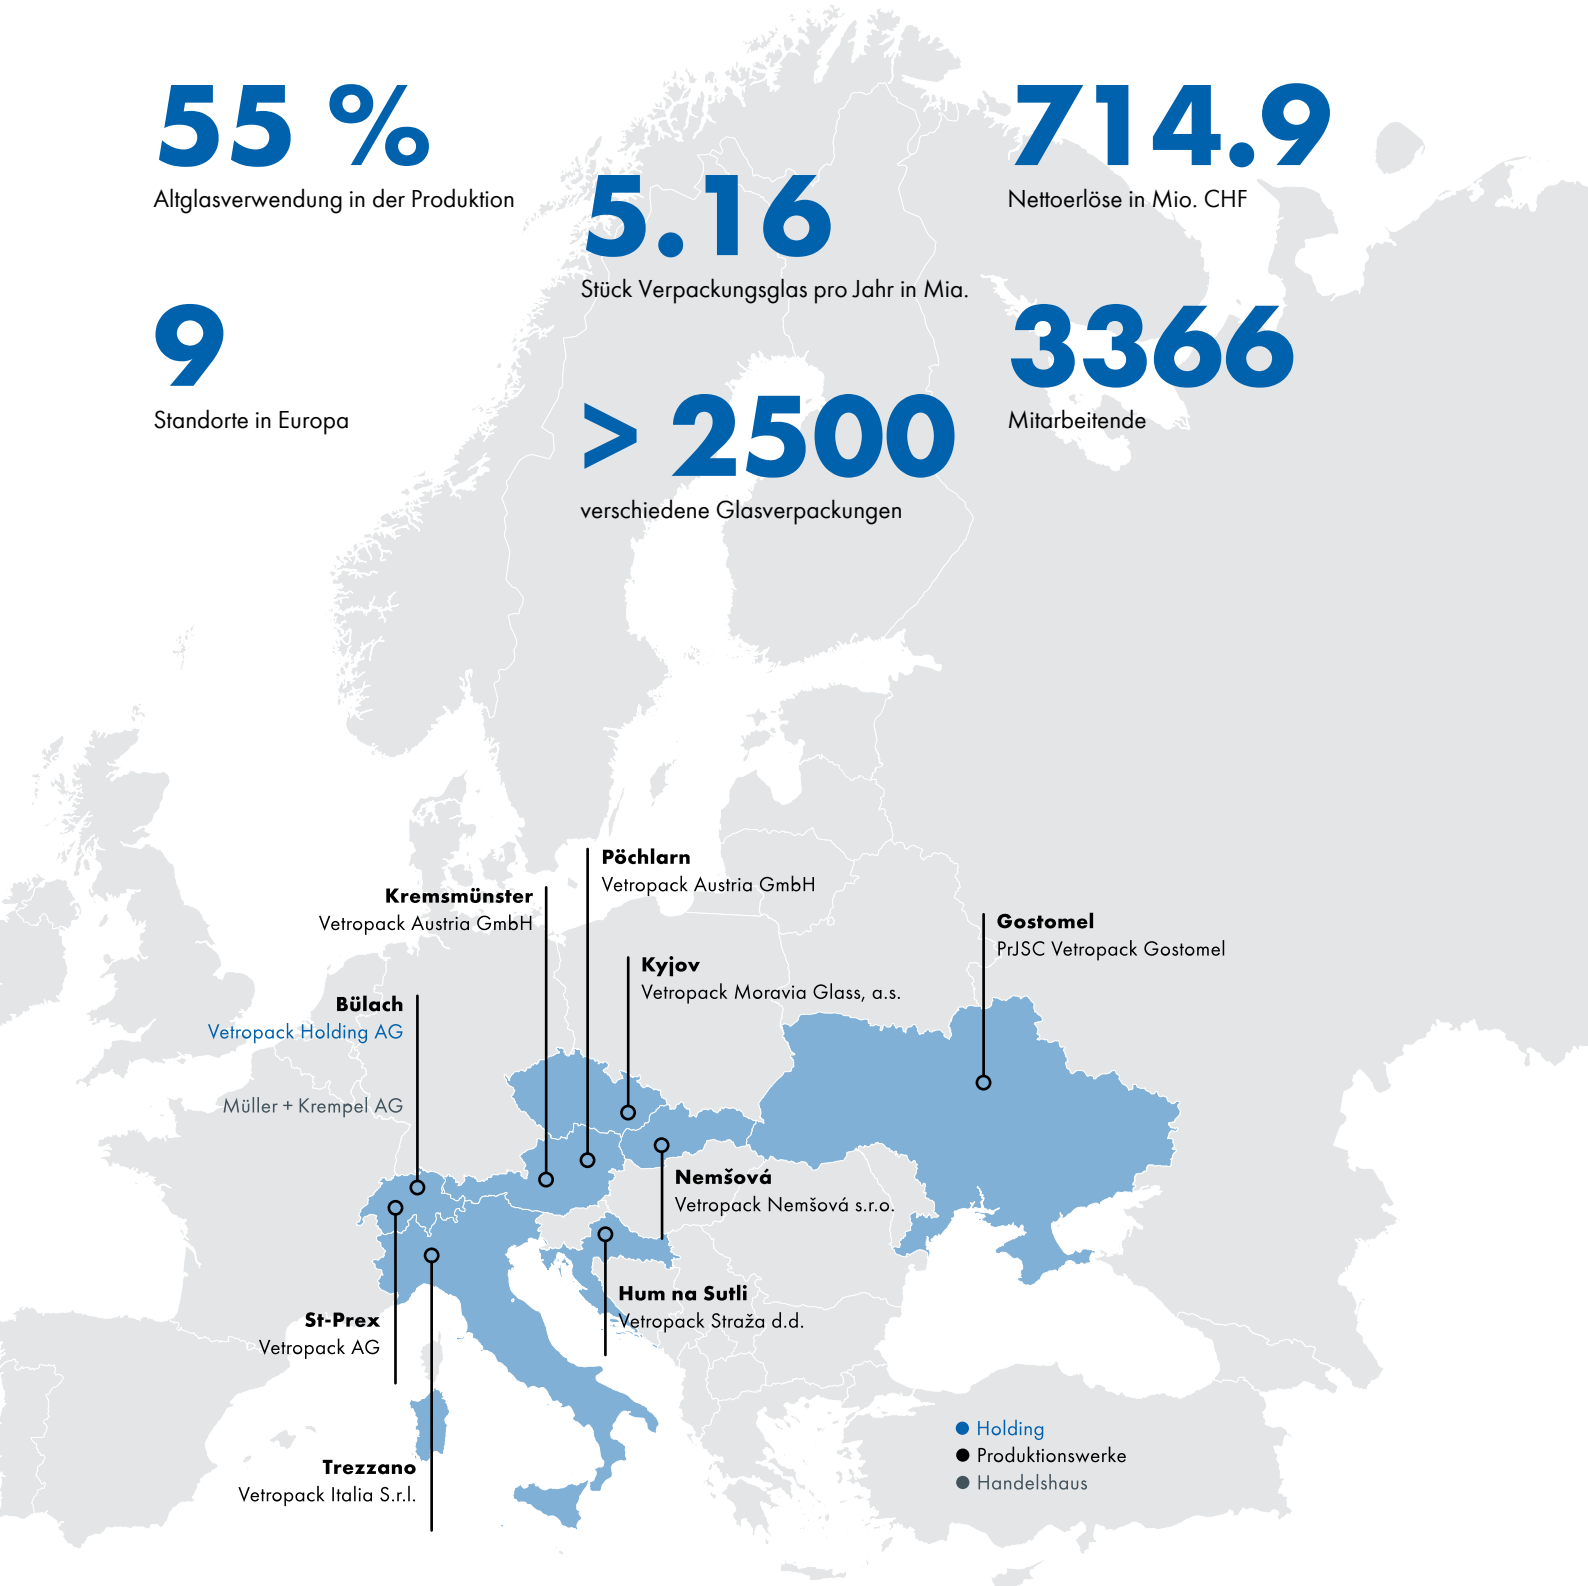 55 %
Altglasverwendung in der Produktion
5.16
Stück Verpackungsglas pro Jahr in Mia.
714.9
Nettoerlöse in Mio. CHF
9
Standorte in Europa
> 2500
verschiedene Glasverpackungen
3366
Mitarbeitende
Pöchlarn
Vetropack Austria GmbH
Kremsmünster
Vetropack Austria GmbH
Gostomel
PrJSC Vetropack Gostomel
Kyjov
Vetropack Moravia Glass, a.s.
Bülach
Vetropack Holding AG
Müller + Krempel AG
Nemšová
Vetropack Nemšová s.r.o.
Hum na Sutli
Vetropack Straža d.d.
St-Prex
Vetropack AG
Trezzano
Vetropack Italia S.r.l.
Holding
Produktionswerke
Handelshaus